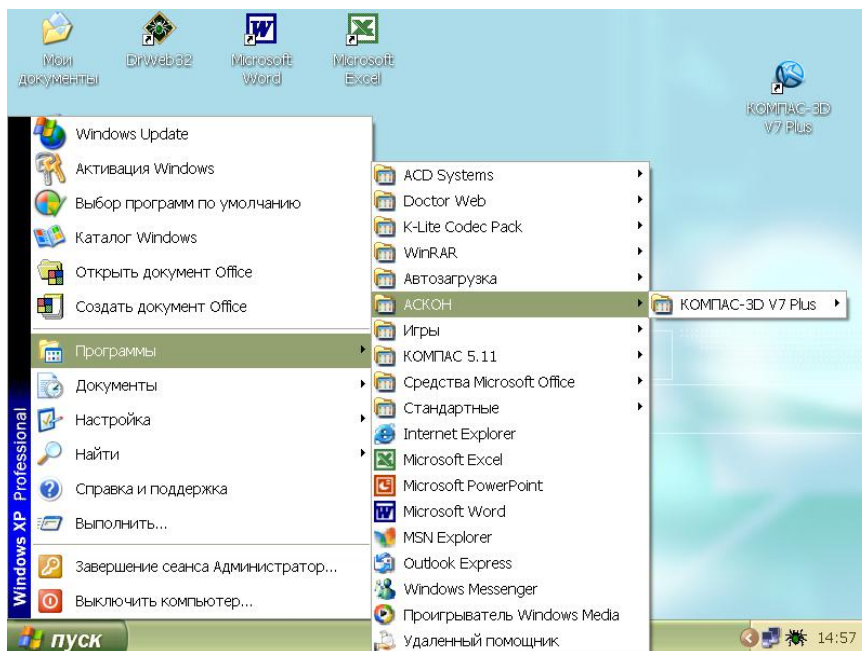 Мои документы
DrWeb32
Microsoft Word
Microsoft Excel
КОМПАС-3D V7 Plus
Windows Update
Активация Windows
Выбор программ по умолчанию
Каталог Windows
Открыть документ Office
Создать документ Office
Программы
Документы
Настройка
Найти
Справка и поддержка
Выполнить...
Завершение сеанса Администратор...
Выключить компьютер...
Windows XP Professional
ACD Systems
Doctor Web
K-Lite Codec Pack
WinRAR
Автозагрузка
АСКОН
Игры
КОМПАС 5.11
Средства Microsoft Office
Стандартные
Internet Explorer
Microsoft Excel
Microsoft PowerPoint
Microsoft Word
MSN Explorer
Outlook Express
Windows Messenger
Проигрыватель Windows Media
Удаленный помощник
КОМПАС-3D V7 Plus
пуск
14:57